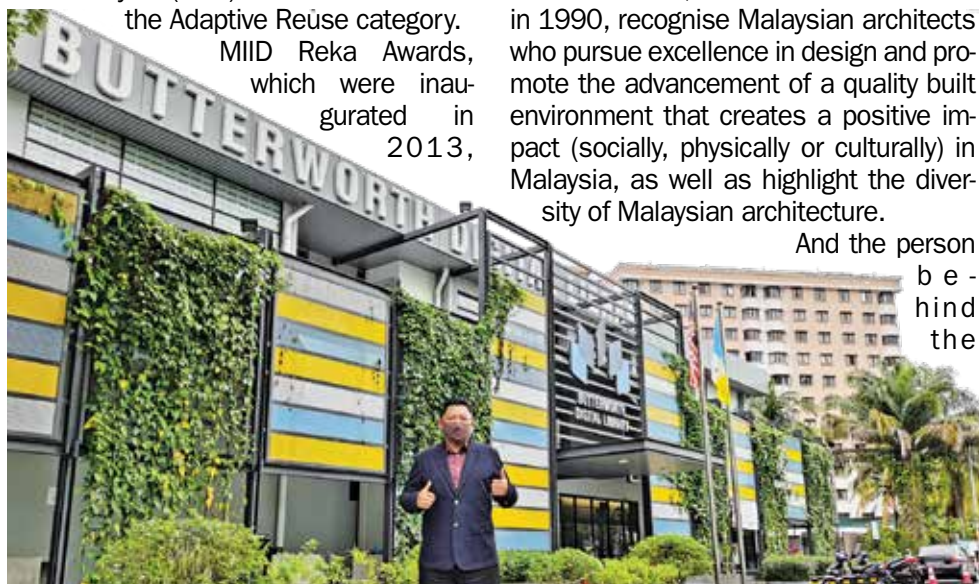 the Adaptive Reuse category.
MIID Reka Awards,
which were inau-
gurated in
2013,
in 1990, recognise Malaysian architects
who pursue excellence in design and pro-
mote the advancement of a quality built
environment that creates a positive im-
pact (socially, physically or culturally) in
Malaysia, as well as highlight the diver-
sity of Malaysian architecture.
And the person
be-
hind
the
BUTTERWORTH
DIGITAL LIBRARY